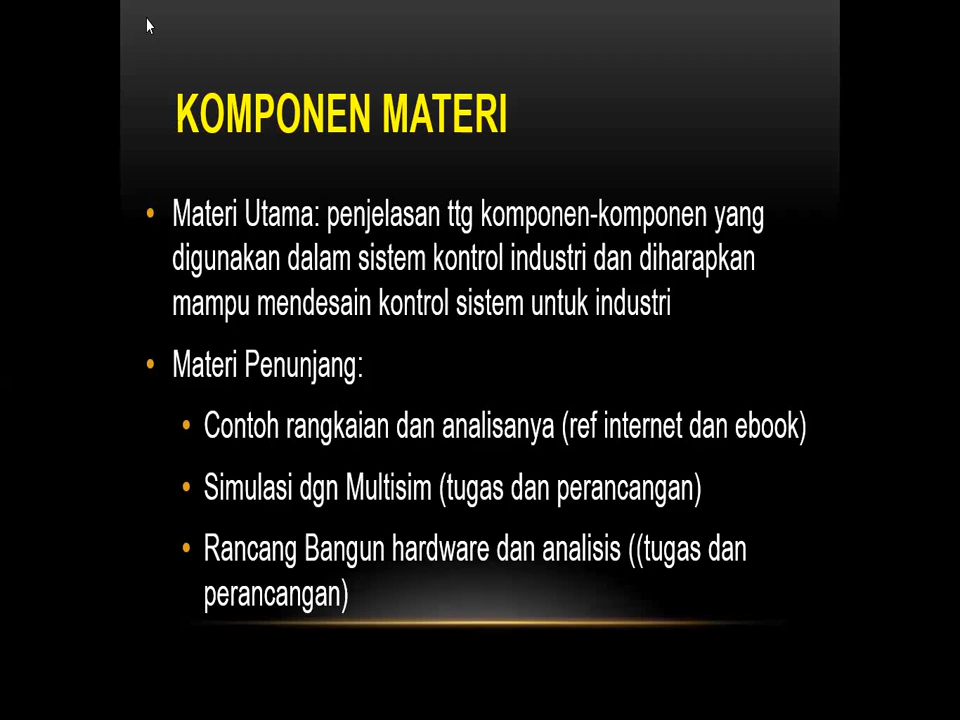 KOMPONEN MATERI
• Materi Utama: penjelasan ttg komponen-komponen yang
digunakan dalam sistem kontrol industri dan diharapkan
mampu mendesain kontrol sistem untuk industri
• Materi Penunjang:
• Contoh rangkaian dan analisanya (ref internet dan ebook)
• Simulasi dgn Multisim (tugas dan perancangan)
• Rancang Bangun hardware dan analisis ((tugas dan
perancangan)